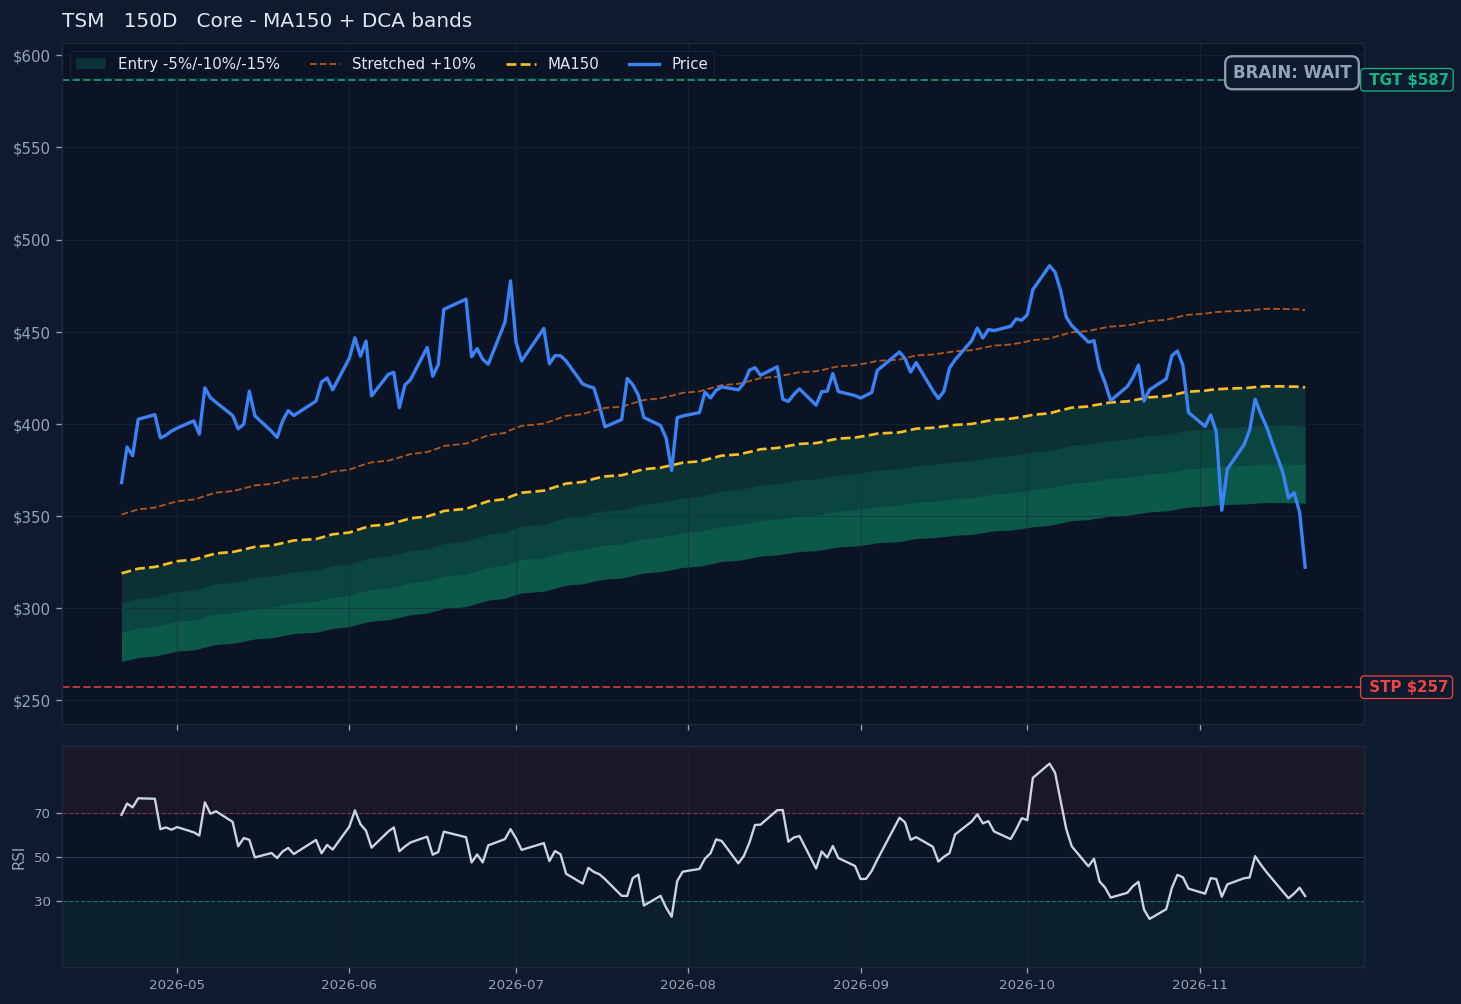 TSM   150D   Core - MA150 + DCA bands
Entry -5%/-10%/-15%
Stretched +10%
MA150
Price
BRAIN: WAIT
TGT $587
STP $257
$600
$550
$500
$450
$400
$350
$300
$250
RSI
70
50
30
2026-05
2026-06
2026-07
2026-08
2026-09
2026-10
2026-11